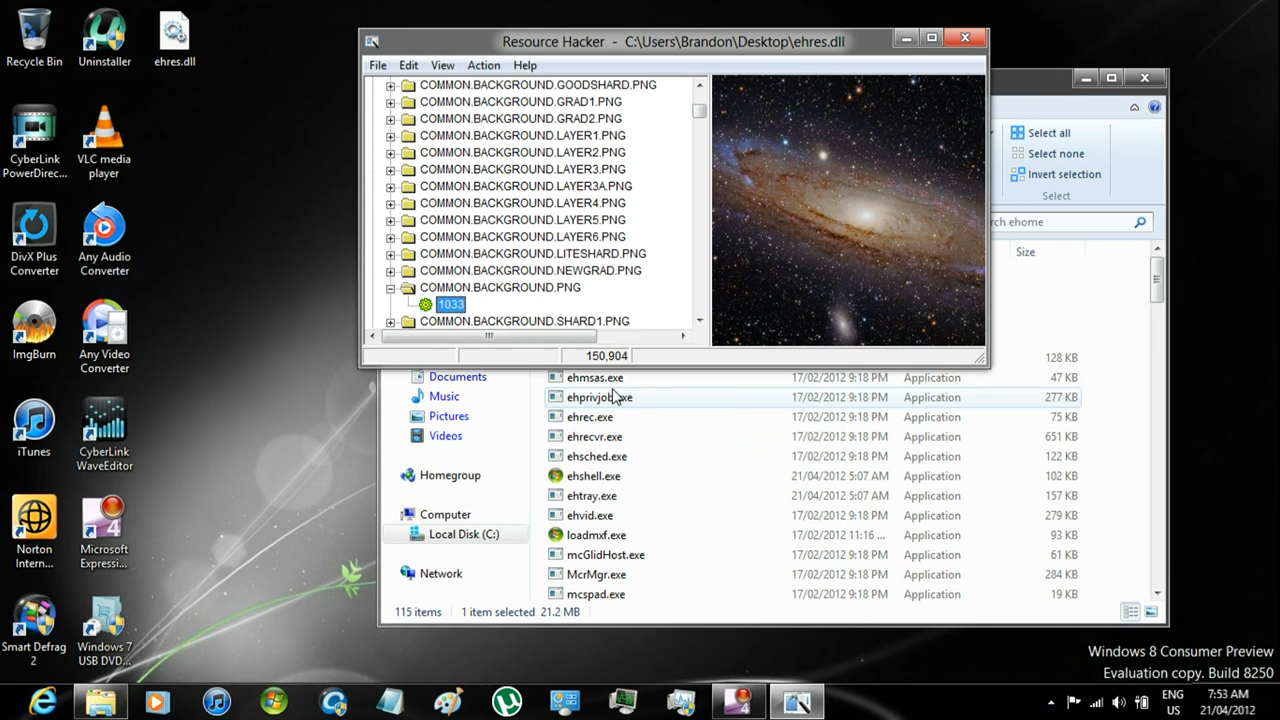 Recycle Bin
Uninstaller
ehres.dll
CyberLink
PowerDirec...
VLC media
player
DivX Plus
Converter
Any Audio
Converter
ImgBurn
Any Video
Converter
iTunes
CyberLink
WaveEditor
Norton
Intern...
Microsoft
Expressi...
Smart Defrag
2
Windows 7
USB DVD...
Resource Hacker - C:\Users\Brandon\Desktop\ehres.dll
File Edit View Action Help
COMMON.BACKGROUND.GOODSHARD.PNG
COMMON.BACKGROUND.GRAD1.PNG
COMMON.BACKGROUND.GRAD2.PNG
COMMON.BACKGROUND.LAYER1.PNG
COMMON.BACKGROUND.LAYER2.PNG
COMMON.BACKGROUND.LAYER3.PNG
COMMON.BACKGROUND.LAYER3A.PNG
COMMON.BACKGROUND.LAYER4.PNG
COMMON.BACKGROUND.LAYER5.PNG
COMMON.BACKGROUND.LAYER6.PNG
COMMON.BACKGROUND.LITESHARD.PNG
COMMON.BACKGROUND.NEWGRAD.PNG
COMMON.BACKGROUND.PNG
1033
COMMON.BACKGROUND.SHARD1.PNG
150,904
Select all
Select none
Invert selection
Select
ch ehome
Size
128 KB
Documents
Music
Pictures
Videos
Homegroup
Computer
Local Disk (C:)
Network
ehmsas.exe 17/02/2012 9:18 PM Application 47 KB
17/02/2012 9:18 PM Application 277 KB
ehrec.exe 17/02/2012 9:18 PM Application 75 KB
ehrecvr.exe 17/02/2012 9:18 PM Application 651 KB
ehsched.exe 17/02/2012 9:18 PM Application 122 KB
ehshell.exe 21/04/2012 5:07 AM Application 102 KB
ehtray.exe 21/04/2012 5:07 AM Application 157 KB
ehvid.exe 17/02/2012 9:18 PM Application 279 KB
loadmxf.exe 17/02/2012 11:16 ... Application 93 KB
mcGlidHost.exe 17/02/2012 9:18 PM Application 61 KB
McrMgr.exe 17/02/2012 9:18 PM Application 284 KB
mcspad.exe 17/02/2012 9:18 PM Application 19 KB
115 items 1 item selected 21.2 MB
Windows 8 Consumer Preview
Evaluation copy. Build 8250
ENG
US
7:53 AM
21/04/2012